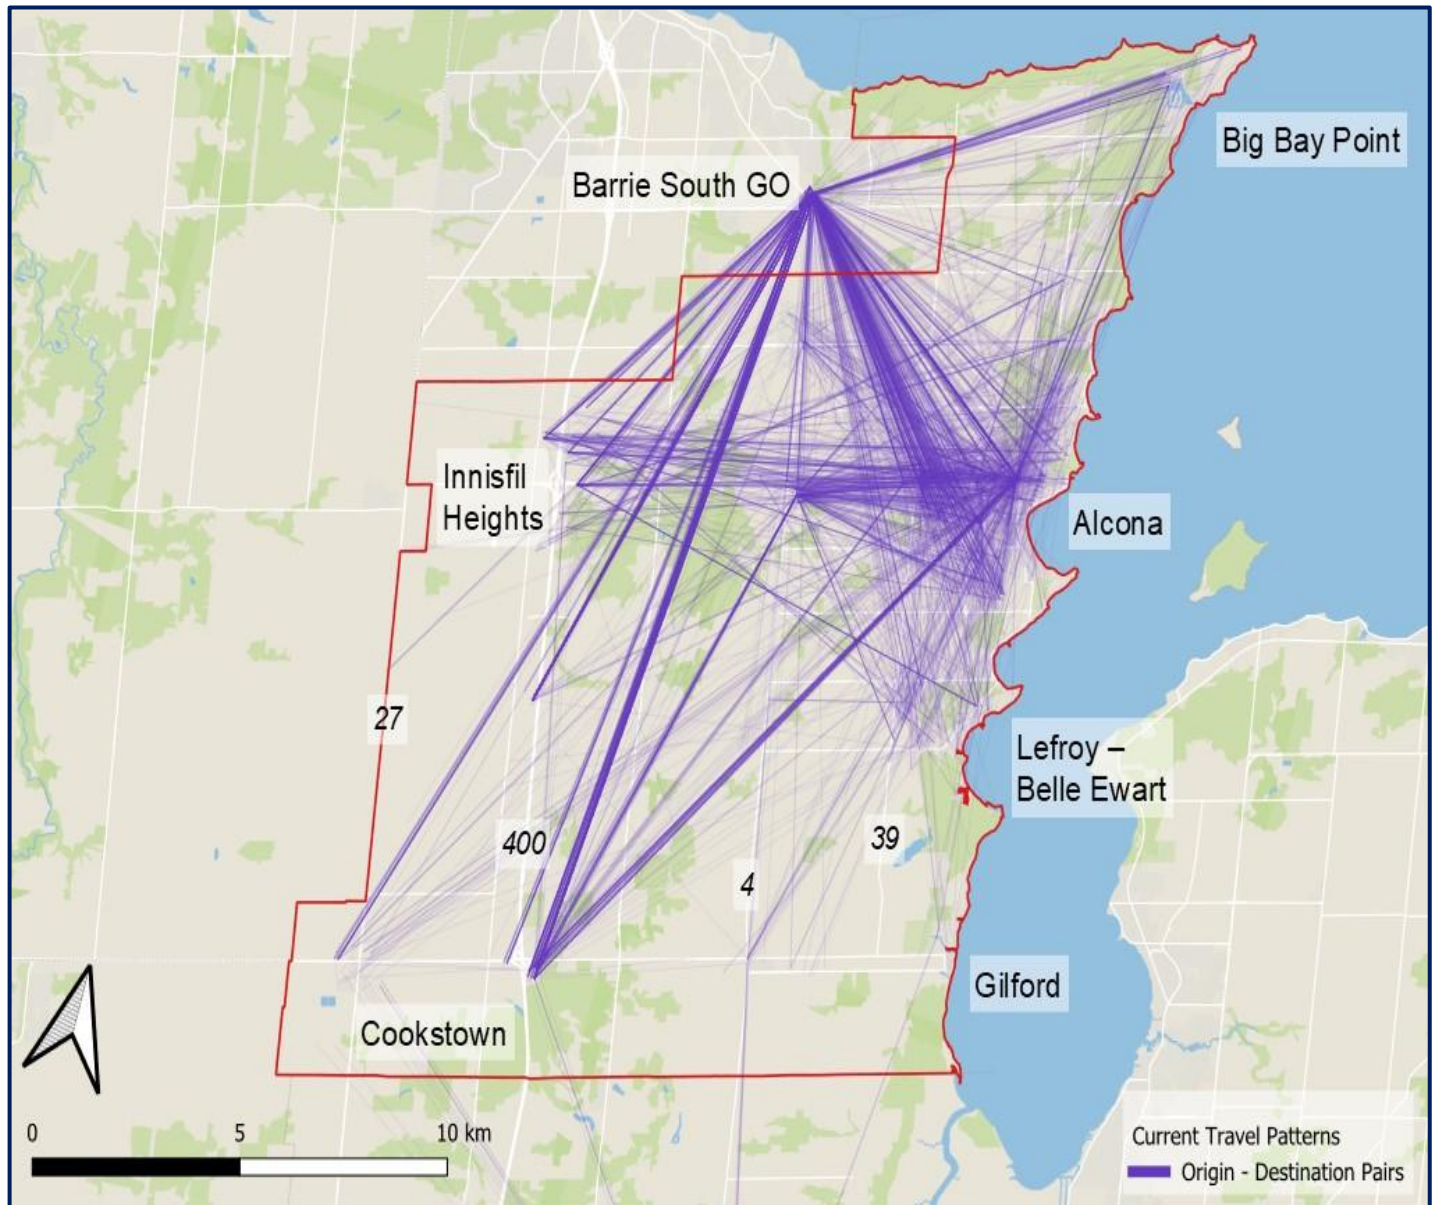 Big Bay Point
Barrie South GO
Innisfil
Heights
Alcona
27
Lefroy –
Belle Ewart
400
39
4
Gilford
Cookstown
0 5 10 km
Current Travel Patterns
Origin - Destination Pairs